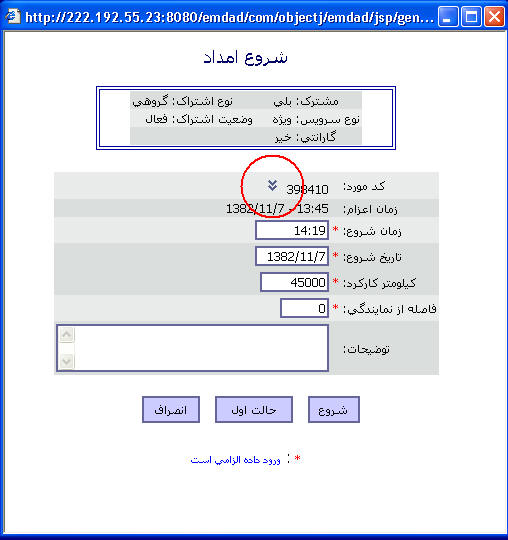 http://222.192.55.23:8080/emdad/com/objectj/emdad/jsp/gen...
شروع امداد
مشترک: بلي نوع اشتراک: گروهي
نوع سرويس: ويژه وضعيت اشتراک: فعال
گارانتي: خير
کد مورد: 398410
زمان اعزام: 13:45 - 1382/11/7
زمان شروع: * 14:19
تاريخ شروع: * 1382/11/7
کيلومتر کارکرد: * 45000
فاصله از نمايندگي: * 0
توضيحات:
شروع حالت اول انصراف
* : ورود داده الزامي است